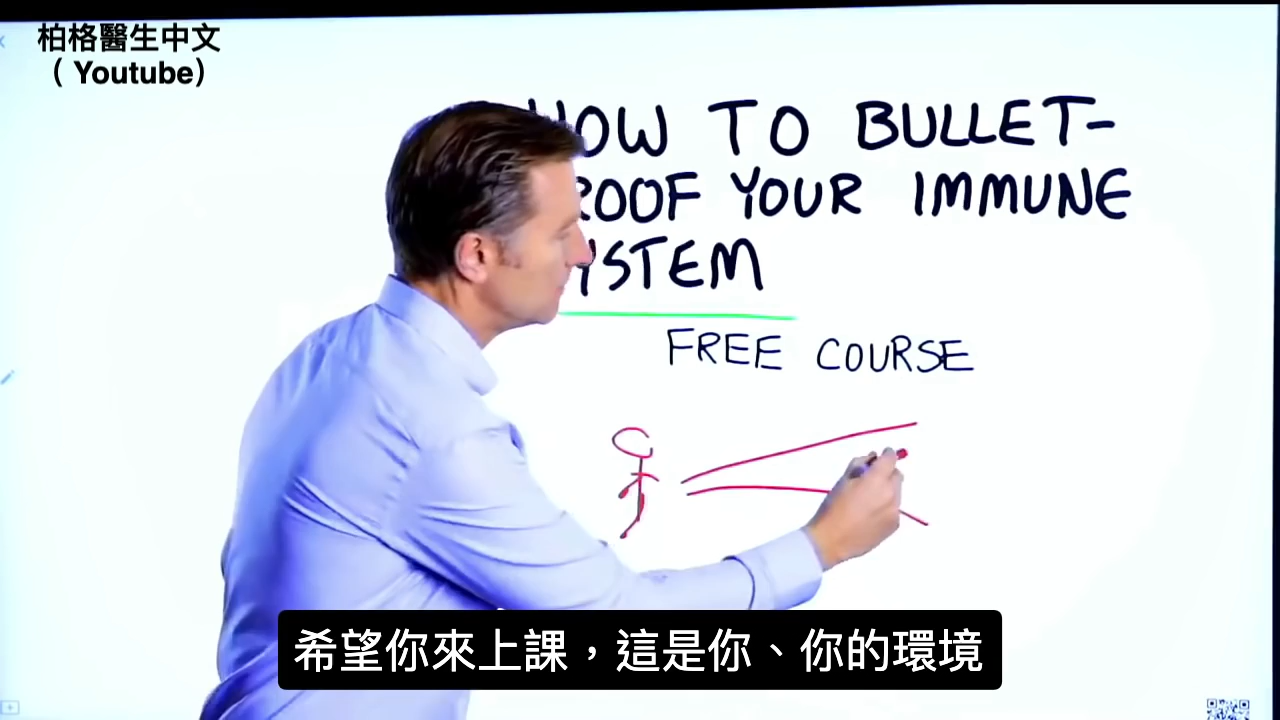 柏格醫生中文
（ Youtube）
HOW TO BULLET-
ROOF YOUR IMMUNE
YSTEM
FREE COURSE
希望你來上課，這是你、你的環境